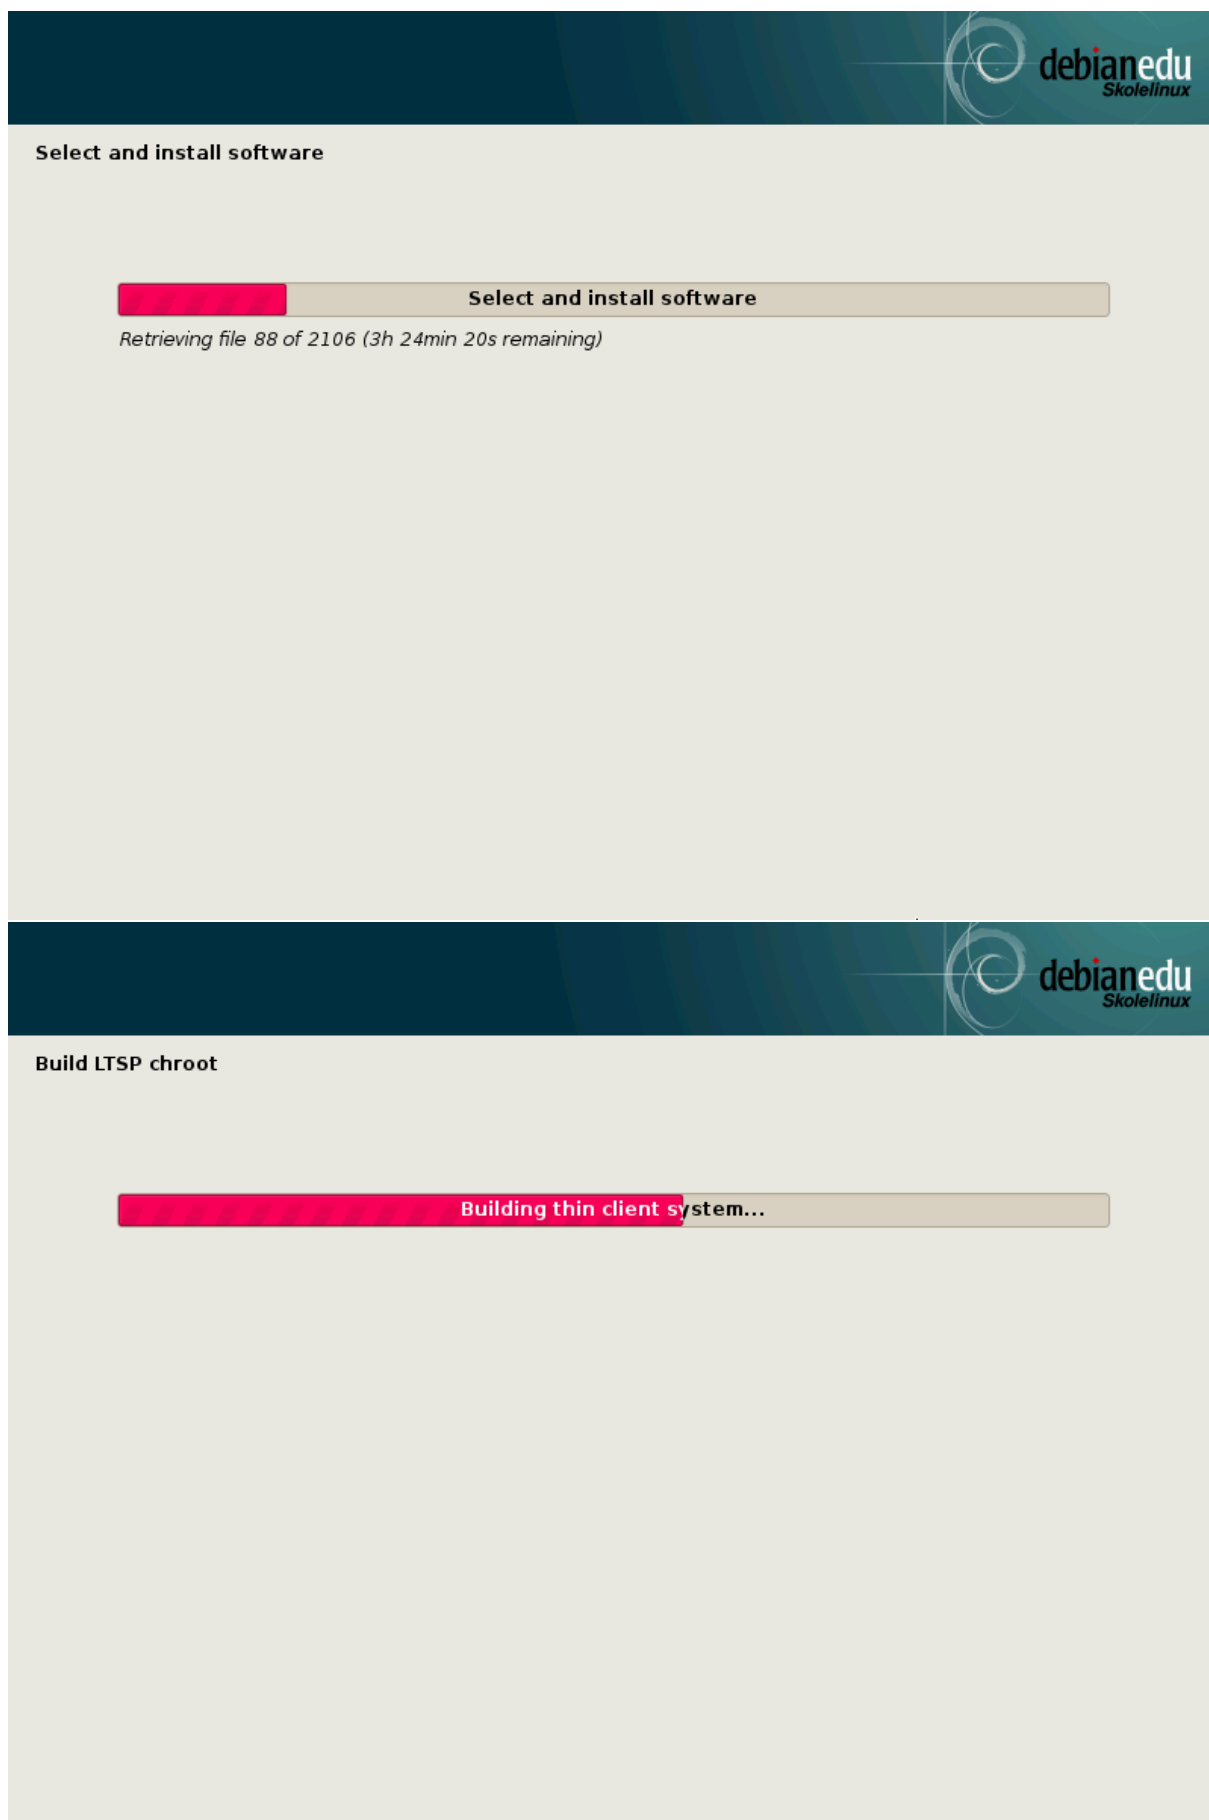 debianedu
Skolelinux
Select and install software
Select and install software
Retrieving file 88 of 2106 (3h 24min 20s remaining)
debianedu
Skolelinux
Build LTSP chroot
Building thin client system...